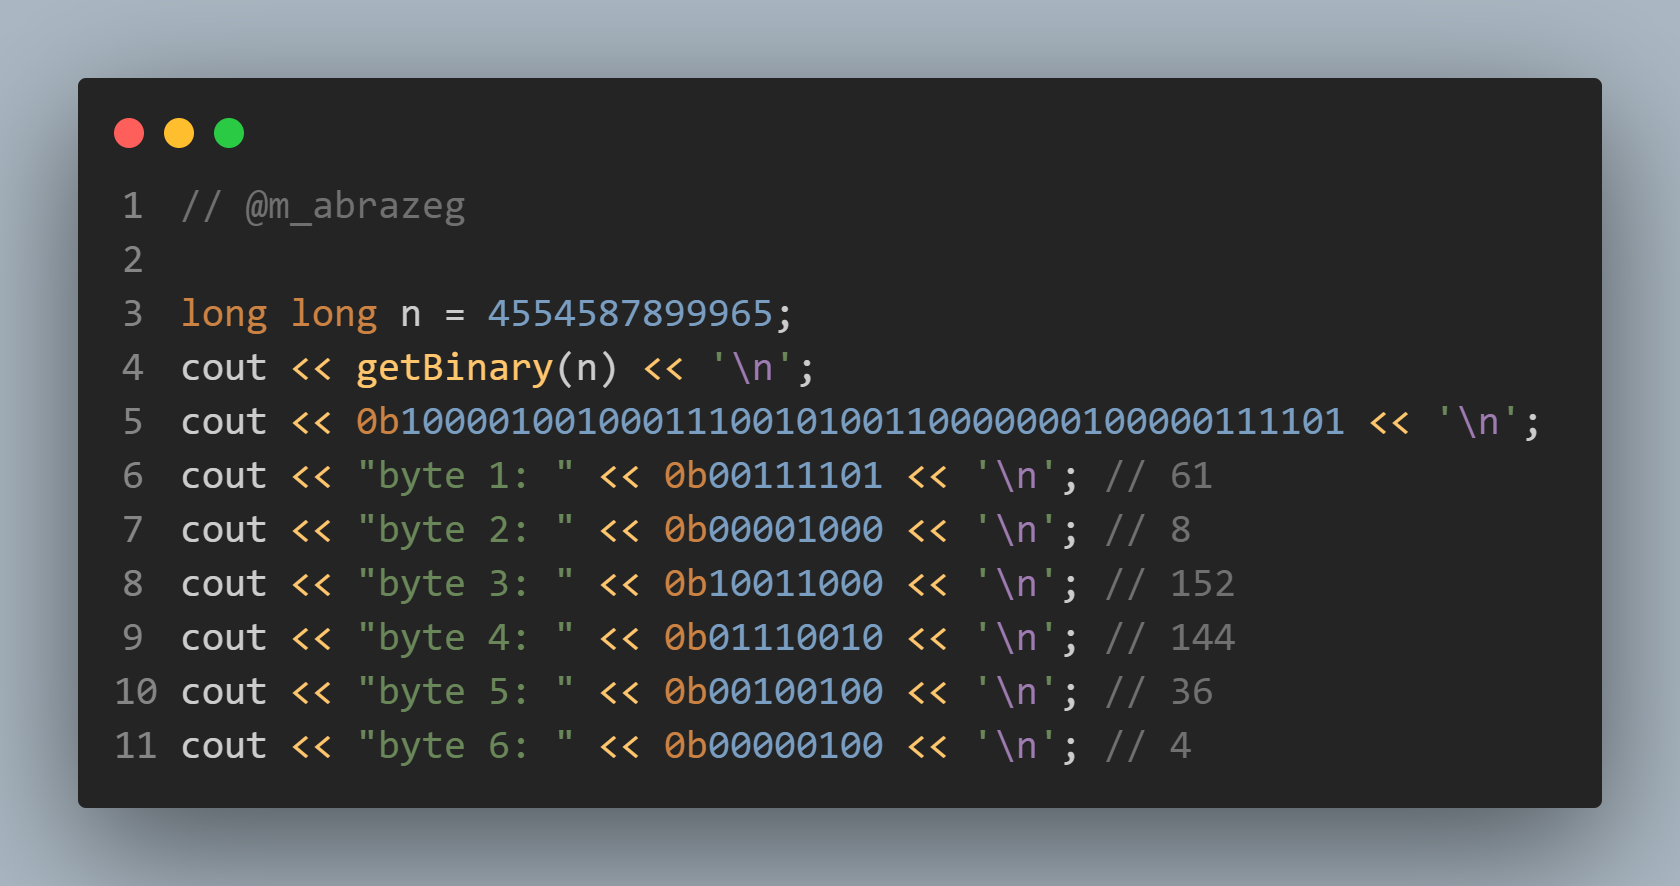 1 // @m_abrazeg
2
3 long long n = 4554587899965;
4 cout << getBinary(n) << '\n';
5 cout << 0b1000010010001110010100110000000100000111101 << '\n';
6 cout << "byte 1: " << 0b00111101 << '\n'; // 61
7 cout << "byte 2: " << 0b00001000 << '\n'; // 8
8 cout << "byte 3: " << 0b10011000 << '\n'; // 152
9 cout << "byte 4: " << 0b01110010 << '\n'; // 144
10 cout << "byte 5: " << 0b00100100 << '\n'; // 36
11 cout << "byte 6: " << 0b00000100 << '\n'; // 4